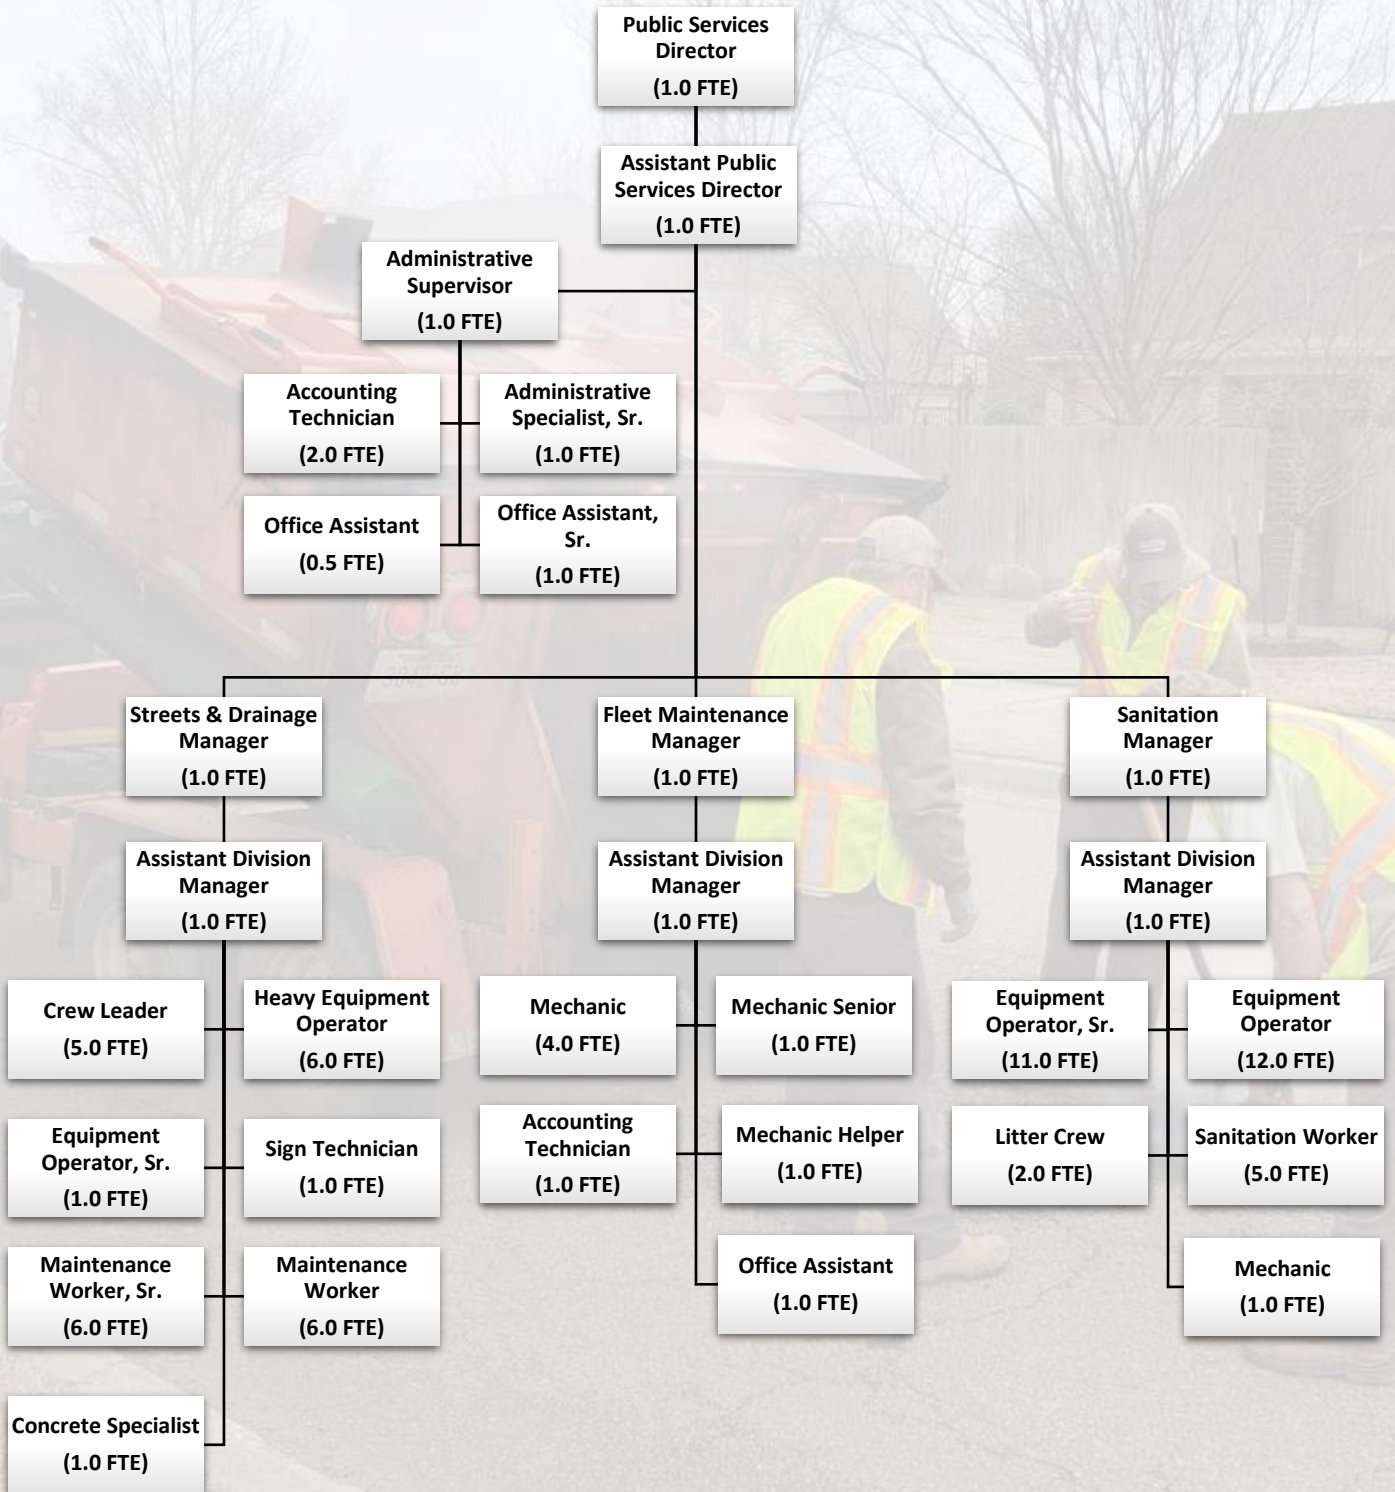 Public Services
Director
(1.0 FTE)
Assistant Public
Services Director
(1.0 FTE)
Administrative
Supervisor
(1.0 FTE)
Accounting
Technician
(2.0 FTE)
Administrative
Specialist, Sr.
(1.0 FTE)
Office Assistant
(0.5 FTE)
Office Assistant,
Sr.
(1.0 FTE)
Streets & Drainage
Manager
(1.0 FTE)
Fleet Maintenance
Manager
(1.0 FTE)
Sanitation
Manager
(1.0 FTE)
Assistant Division
Manager
(1.0 FTE)
Assistant Division
Manager
(1.0 FTE)
Assistant Division
Manager
(1.0 FTE)
Crew Leader
(5.0 FTE)
Heavy Equipment
Operator
(6.0 FTE)
Mechanic
(4.0 FTE)
Mechanic Senior
(1.0 FTE)
Equipment
Operator, Sr.
(11.0 FTE)
Equipment
Operator
(12.0 FTE)
Equipment
Operator, Sr.
(1.0 FTE)
Sign Technician
(1.0 FTE)
Accounting
Technician
(1.0 FTE)
Mechanic Helper
(1.0 FTE)
Litter Crew
(2.0 FTE)
Sanitation Worker
(5.0 FTE)
Maintenance
Worker, Sr.
(6.0 FTE)
Maintenance
Worker
(6.0 FTE)
Office Assistant
(1.0 FTE)
Mechanic
(1.0 FTE)
Concrete Specialist
(1.0 FTE)